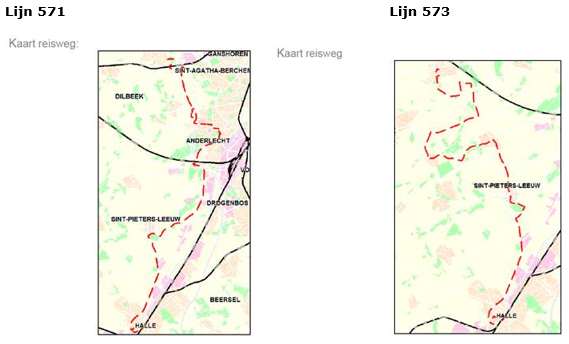 Lijn 571
Lijn 573
Kaart reisweg:
Kaart reisweg
GANSHOREN
SINT-AGATHA-BERCHEM
DILBEEK
ANDERLECHT
VO
DROGENBOS
SINT-PIETERS-LEEUW
BEERSEL
HALLE
SINT-PIETERS-LEEUW
HALLE